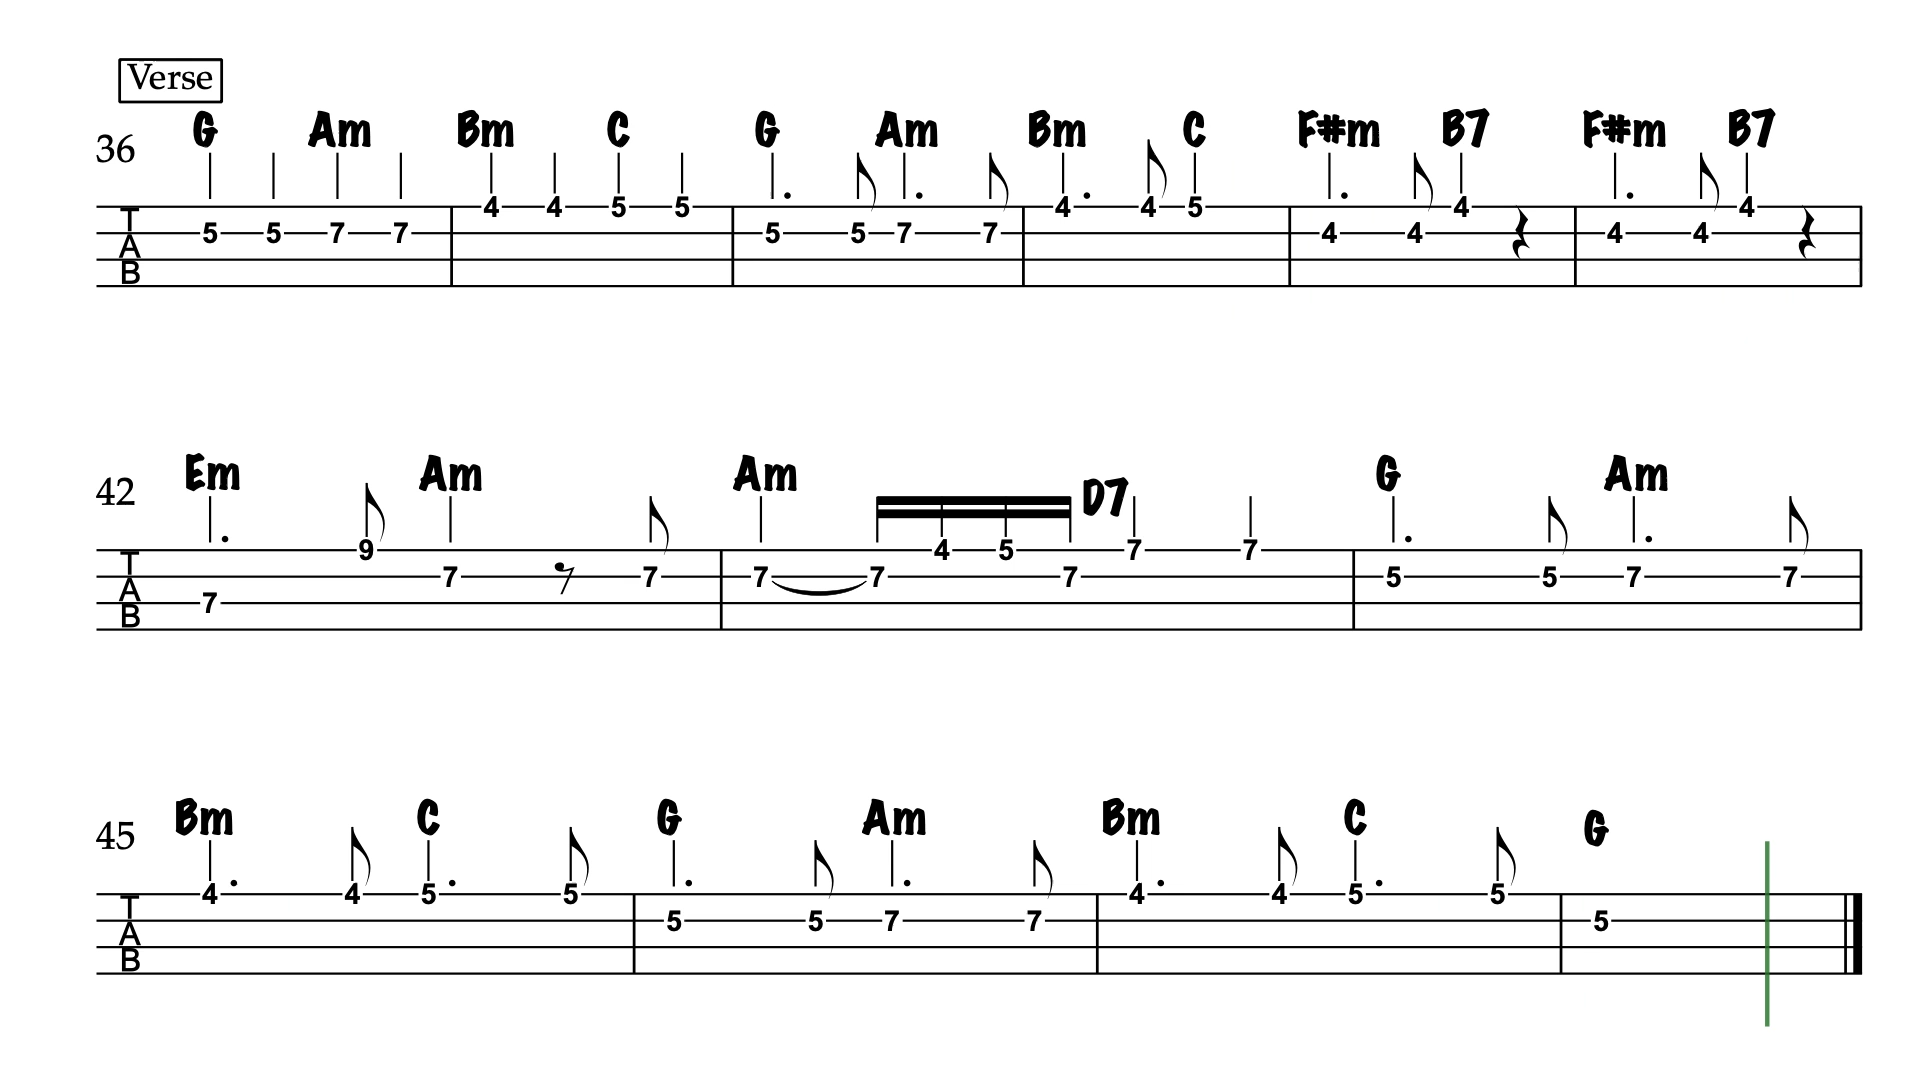 Verse
36 G Am Bm C G Am Bm C F#m B7 F#m B7
T 4 4 5 5 4 4 5 4 4
A 5 5 7 7 5 5 7 7 4 4 4 4
B
42 Em Am Am D7 G Am
T 9 4 5 7 7
A 7 7 7 7 7 5 5 7 7
B 7
45 Bm C G Am Bm C G
T 4 4 5 5 4 4 5 5
A 5 5 7 7 5
B